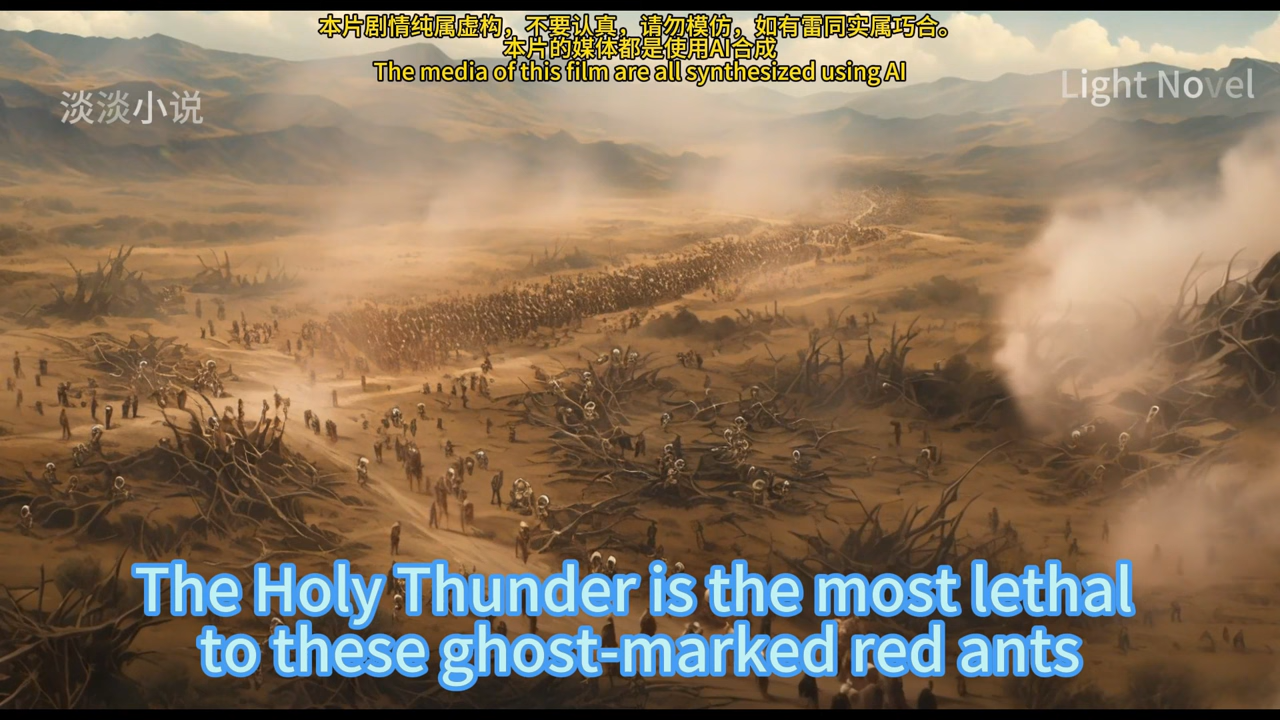 本片剧情纯属虚构，不要认真，请勿模仿，如有雷同实属巧合。
本片的媒体都是使用AI合成
The media of this film are all synthesized using AI
淡淡小说
Light Novel
The Holy Thunder is the most lethal
to these ghost-marked red ants